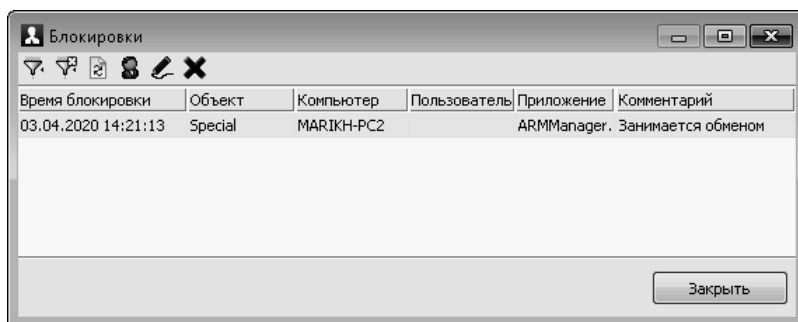 Блокировки
Время блокировки Объект Компьютер Пользователь Приложение Комментарий
03.04.2020 14:21:13 Special MARIKH-PC2 ARMManager. Занимается обменом
Закрыть